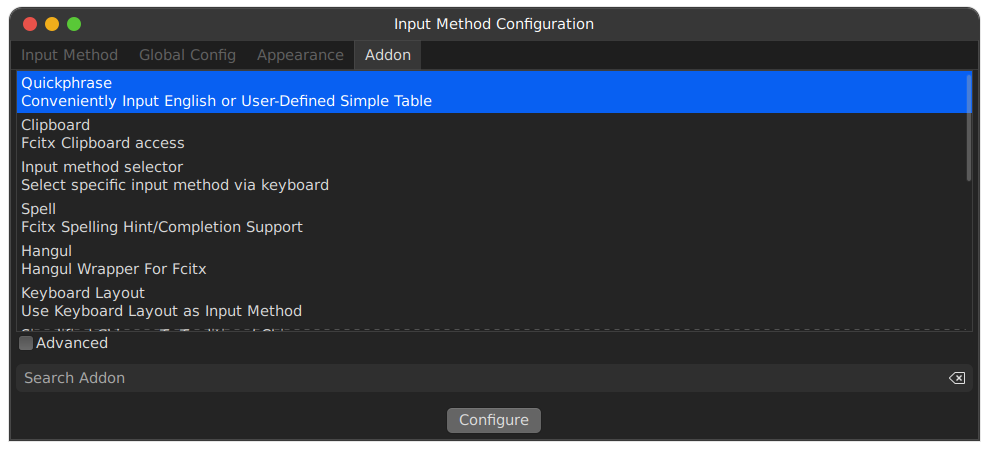 Input Method Configuration
Input Method Global Config Appearance Addon
Quickphrase
Conveniently Input English or User-Defined Simple Table
Clipboard
Fcitx Clipboard access
Input method selector
Select specific input method via keyboard
Spell
Fcitx Spelling Hint/Completion Support
Hangul
Hangul Wrapper For Fcitx
Keyboard Layout
Use Keyboard Layout as Input Method
Advanced
Search Addon
Configure